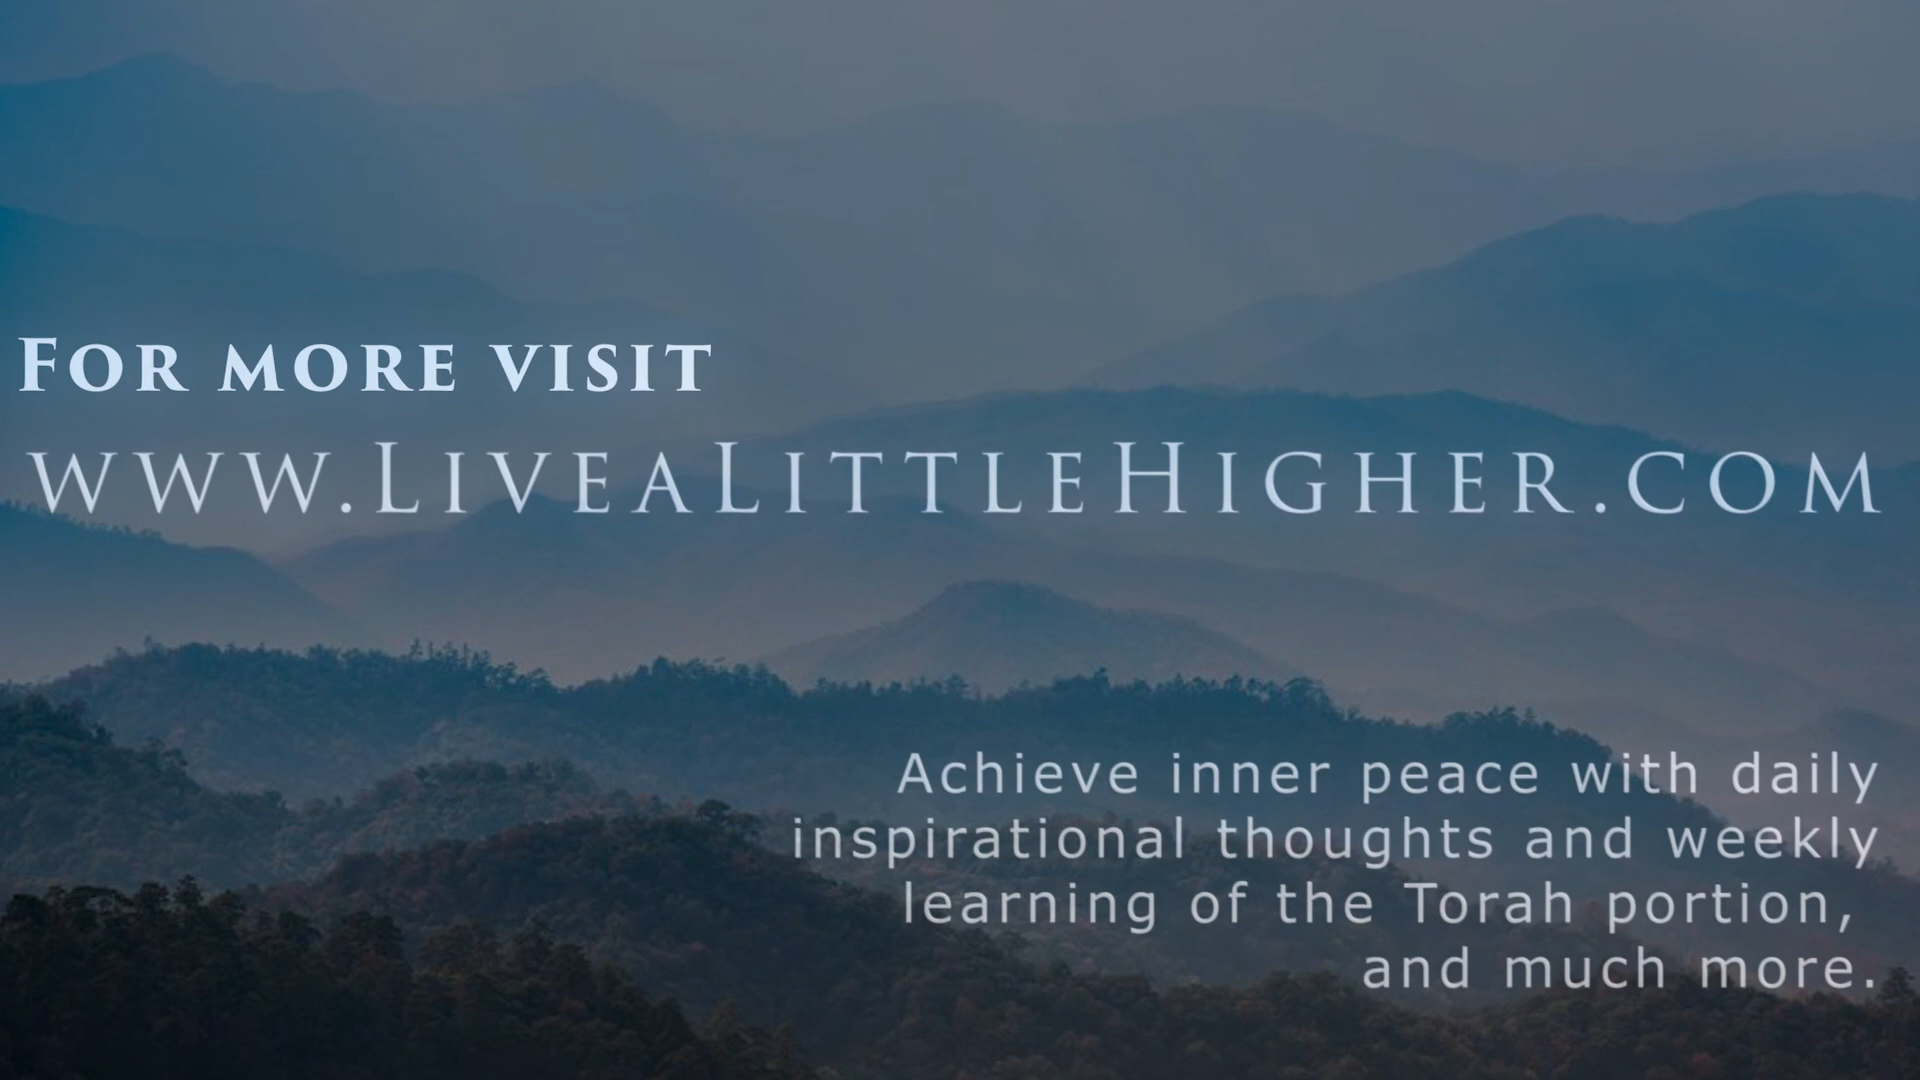 For more visit
www.LivealittleHigher.com
Achieve inner peace with daily
inspirational thoughts and weekly
learning of the Torah portion,
and much more.